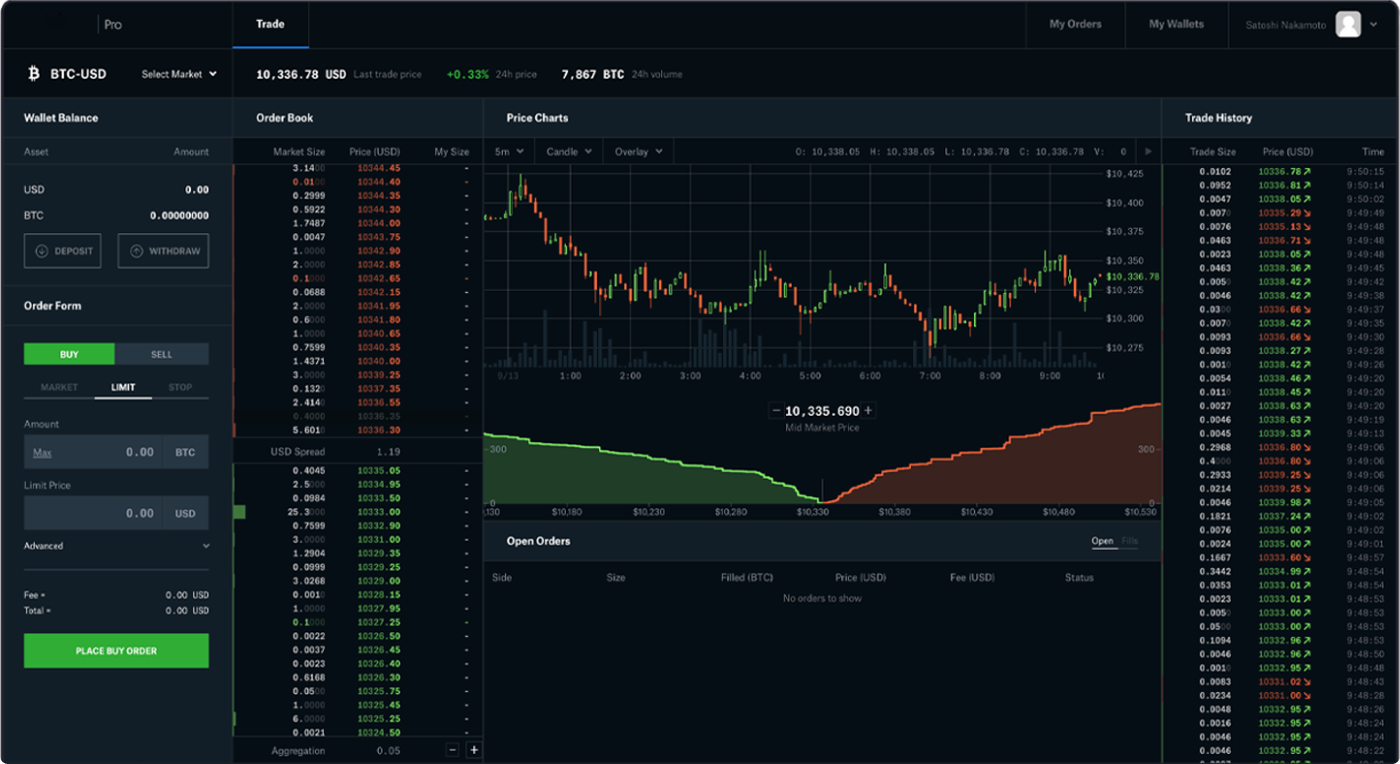 Pro
Trade
My Orders
My Wallets
Satoshi Nakamoto
BTC-USD
Select Market
10,336.78 USD Last trade price +0.33% 24h price 7,867 BTC 24h volume
Wallet Balance
Asset Amount
USD 0.00
BTC 0.00000000
DEPOSIT WITHDRAW
Order Form
BUY SELL
MARKET LIMIT STOP
Amount
Max 0.00 BTC
Limit Price
0.00 USD
Advanced
Fee ≈ 0.00 USD
Total ≈ 0.00 USD
PLACE BUY ORDER
Order Book
Market Size Price (USD) My Size
3.1400 10344.45 -
0.0100 10344.40 -
0.2999 10344.35 -
0.5922 10344.30 -
1.7487 10344.00 -
0.0047 10343.75 -
1.0000 10342.90 -
2.0000 10342.85 -
0.1000 10342.65 -
0.0688 10342.15 -
2.0000 10341.95 -
0.6000 10341.80 -
1.0000 10340.65 -
0.7599 10340.35 -
1.4371 10340.00 -
3.0000 10339.25 -
0.1320 10337.35 -
2.4140 10336.55 -
0.4000 10336.35 -
5.6010 10336.30 -
USD Spread 1.19
0.4045 10335.05 -
2.5000 10334.95 -
0.0984 10333.50 -
25.3000 10333.00 -
0.7599 10332.90 -
3.0000 10331.00 -
1.2904 10329.35 -
0.0999 10329.25 -
3.0268 10329.00 -
0.0010 10328.15 -
1.0000 10327.95 -
0.1000 10327.25 -
0.0022 10326.50 -
0.0037 10326.45 -
0.0023 10326.40 -
0.6168 10326.30 -
0.0500 10325.75 -
1.0000 10325.45 -
6.0000 10325.25 -
0.0021 10324.50 -
Aggregation 0.05 - +
Price Charts
5m Candle Overlay O: 10,338.05 H: 10,338.05 L: 10,336.78 C: 10,336.78 V: 0
$10,425
$10,400
$10,375
$10,350
$10,336.78
$10,325
$10,300
$10,275
9/13 1:00 2:00 3:00 4:00 5:00 6:00 7:00 8:00 9:00
− 10,335.690 +
Mid Market Price
300 300
0 0
$10,180 $10,230 $10,280 $10,330 $10,380 $10,430 $10,480 $10,530
Open Orders
Open Fills
Side Size Filled (BTC) Price (USD) Fee (USD) Status
No orders to show
Trade History
Trade Size Price (USD) Time
0.0102 10336.78↗ 9:50:15
0.0952 10336.81↗ 9:50:14
0.0047 10338.05↗ 9:50:02
0.0070 10335.29↘ 9:49:49
0.0076 10335.13↘ 9:49:48
0.0463 10336.71↘ 9:49:48
0.0023 10338.05↗ 9:49:48
0.0463 10338.36↗ 9:49:45
0.0050 10338.42↗ 9:49:42
0.0046 10338.42↗ 9:49:38
0.0300 10336.66↘ 9:49:37
0.0070 10338.42↗ 9:49:35
0.0093 10336.66↘ 9:49:30
0.0093 10338.27↗ 9:49:28
0.0010 10338.42↗ 9:49:26
0.0054 10338.46↗ 9:49:20
0.0110 10338.45↗ 9:49:20
0.0027 10338.63↗ 9:49:20
0.0046 10338.63↗ 9:49:19
0.0045 10339.33↗ 9:49:13
0.2968 10336.80↘ 9:49:06
0.4000 10336.80↘ 9:49:06
0.2933 10339.25↘ 9:49:06
0.0214 10339.25↘ 9:49:06
0.0046 10339.98↗ 9:49:05
0.1821 10337.24↗ 9:49:02
0.0076 10335.00↗ 9:49:02
0.0024 10335.00↗ 9:49:01
0.1667 10333.60↘ 9:48:57
0.3442 10334.99↗ 9:48:54
0.0353 10333.01↗ 9:48:54
0.0023 10333.01↗ 9:48:53
0.0050 10333.00↗ 9:48:53
0.0500 10333.00↗ 9:48:53
0.1094 10332.96↗ 9:48:53
0.0046 10332.96↗ 9:48:50
0.0010 10332.95↗ 9:48:48
0.0083 10331.02↘ 9:48:43
0.0234 10331.00↘ 9:48:28
0.0048 10332.95↗ 9:48:26
0.0016 10332.95↗ 9:48:24
0.0046 10332.95↗ 9:48:24
0.0046 10332.95↗ 9:48:22